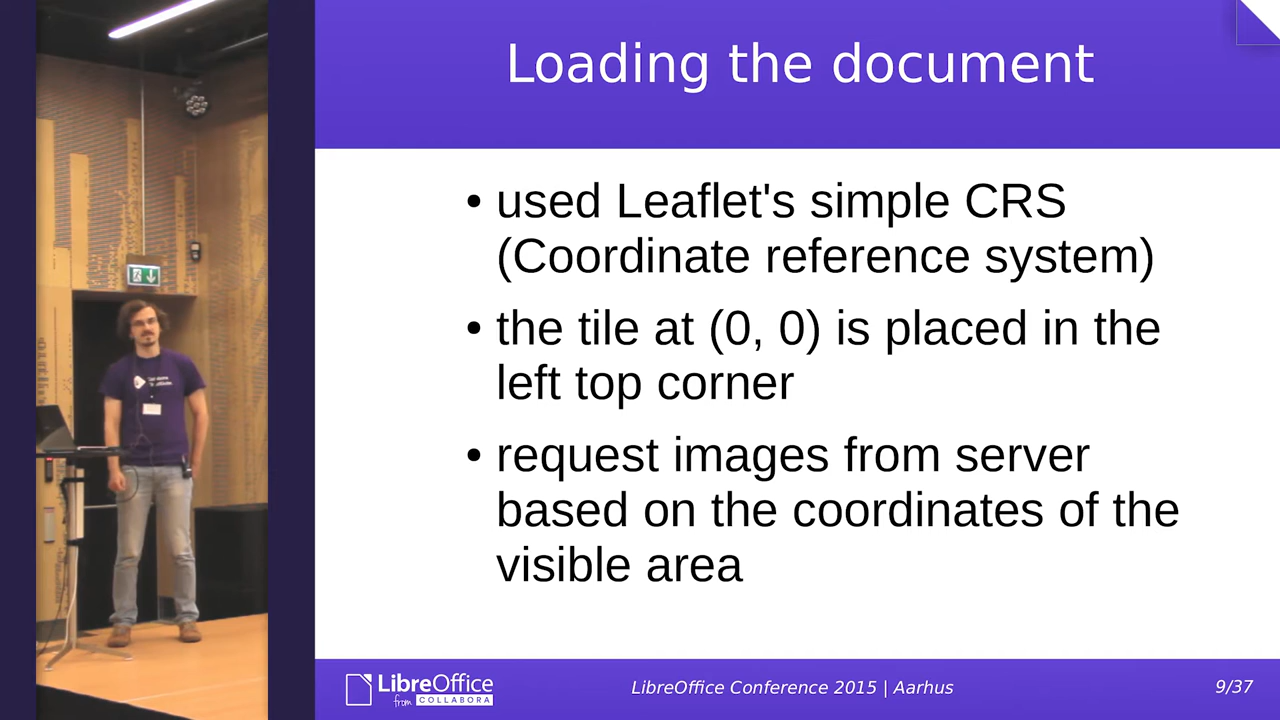 Loading the document
• used Leaflet's simple CRS
(Coordinate reference system)
• the tile at (0, 0) is placed in the
left top corner
• request images from server
based on the coordinates of the
visible area
LibreOffice
from COLLABORA
LibreOffice Conference 2015 | Aarhus
9/37